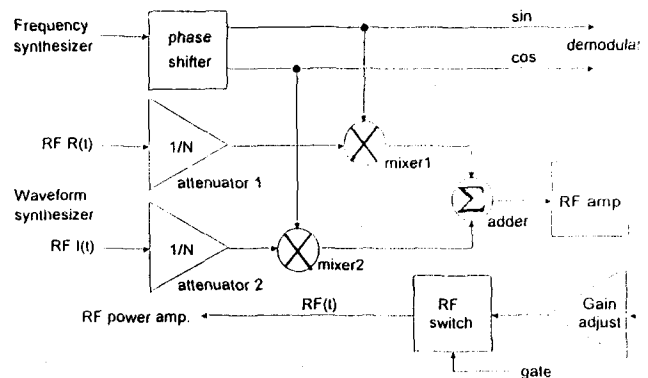 Frequency
synthesizer
phase
shifter
sin
cos
demodulat
RF R(t)
1/N
attenuator 1
mixer1
Waveform
synthesizer
RF I(t)
1/N
attenuator 2
mixer2
Σ
adder
RF amp
RF power amp.
RF(t)
RF
switch
Gain
adjust
gate